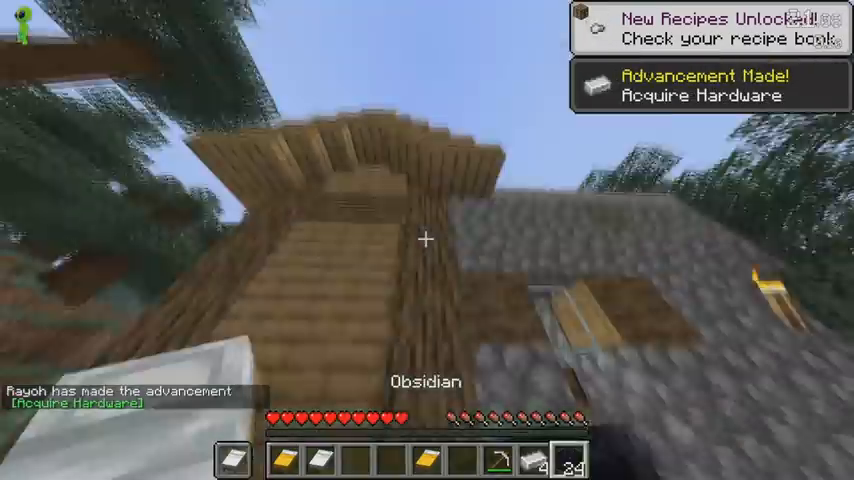 New Recipes Unlocked!
Check your recipe book
Advancement Made!
Acquire Hardware
Obsidian
Rayoh has made the advancement
[Acquire Hardware]
4
24